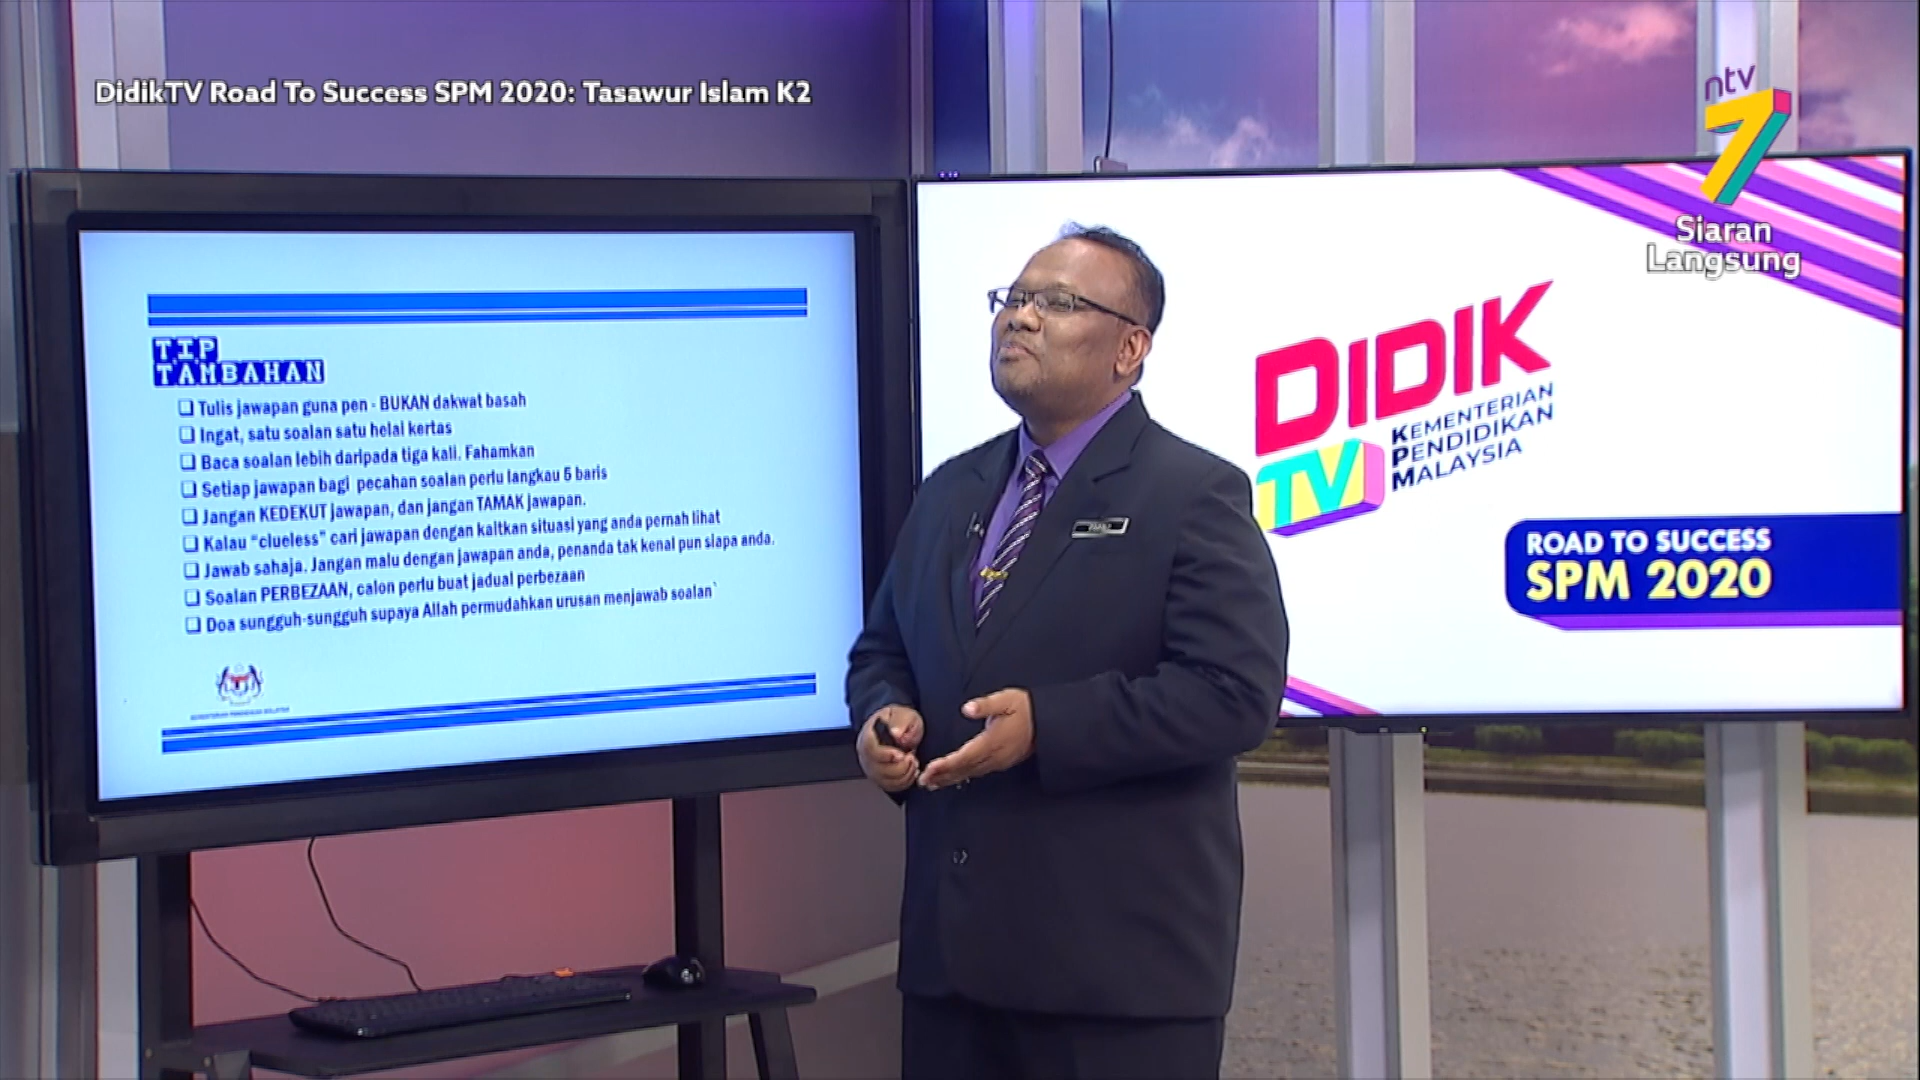 DidikTV Road To Success SPM 2020: Tasawur Islam K2
ntv
7
Siaran
Langsung
TIP
TAMBAHAN
Tulis jawapan guna pen - BUKAN dakwat basah
Ingat, satu soalan satu helai kertas
Baca soalan lebih daripada tiga kali. Fahamkan
Setiap jawapan bagi pecahan soalan perlu langkau 5 baris
Jangan KEDEKUT jawapan, dan jangan TAMAK jawapan.
Kalau "clueless" cari jawapan dengan kaitkan situasi yang anda pernah lihat
Jawab sahaja. Jangan malu dengan jawapan anda, penanda tak kenal pun siapa anda.
Soalan PERBEZAAN, calon perlu buat jadual perbezaan
Doa sungguh-sungguh supaya Allah permudahkan urusan menjawab soalan`
KEMENTERIAN PENDIDIKAN MALAYSIA
DIDIK
TV
KEMENTERIAN
PENDIDIKAN
MALAYSIA
ROAD TO SUCCESS
SPM 2020